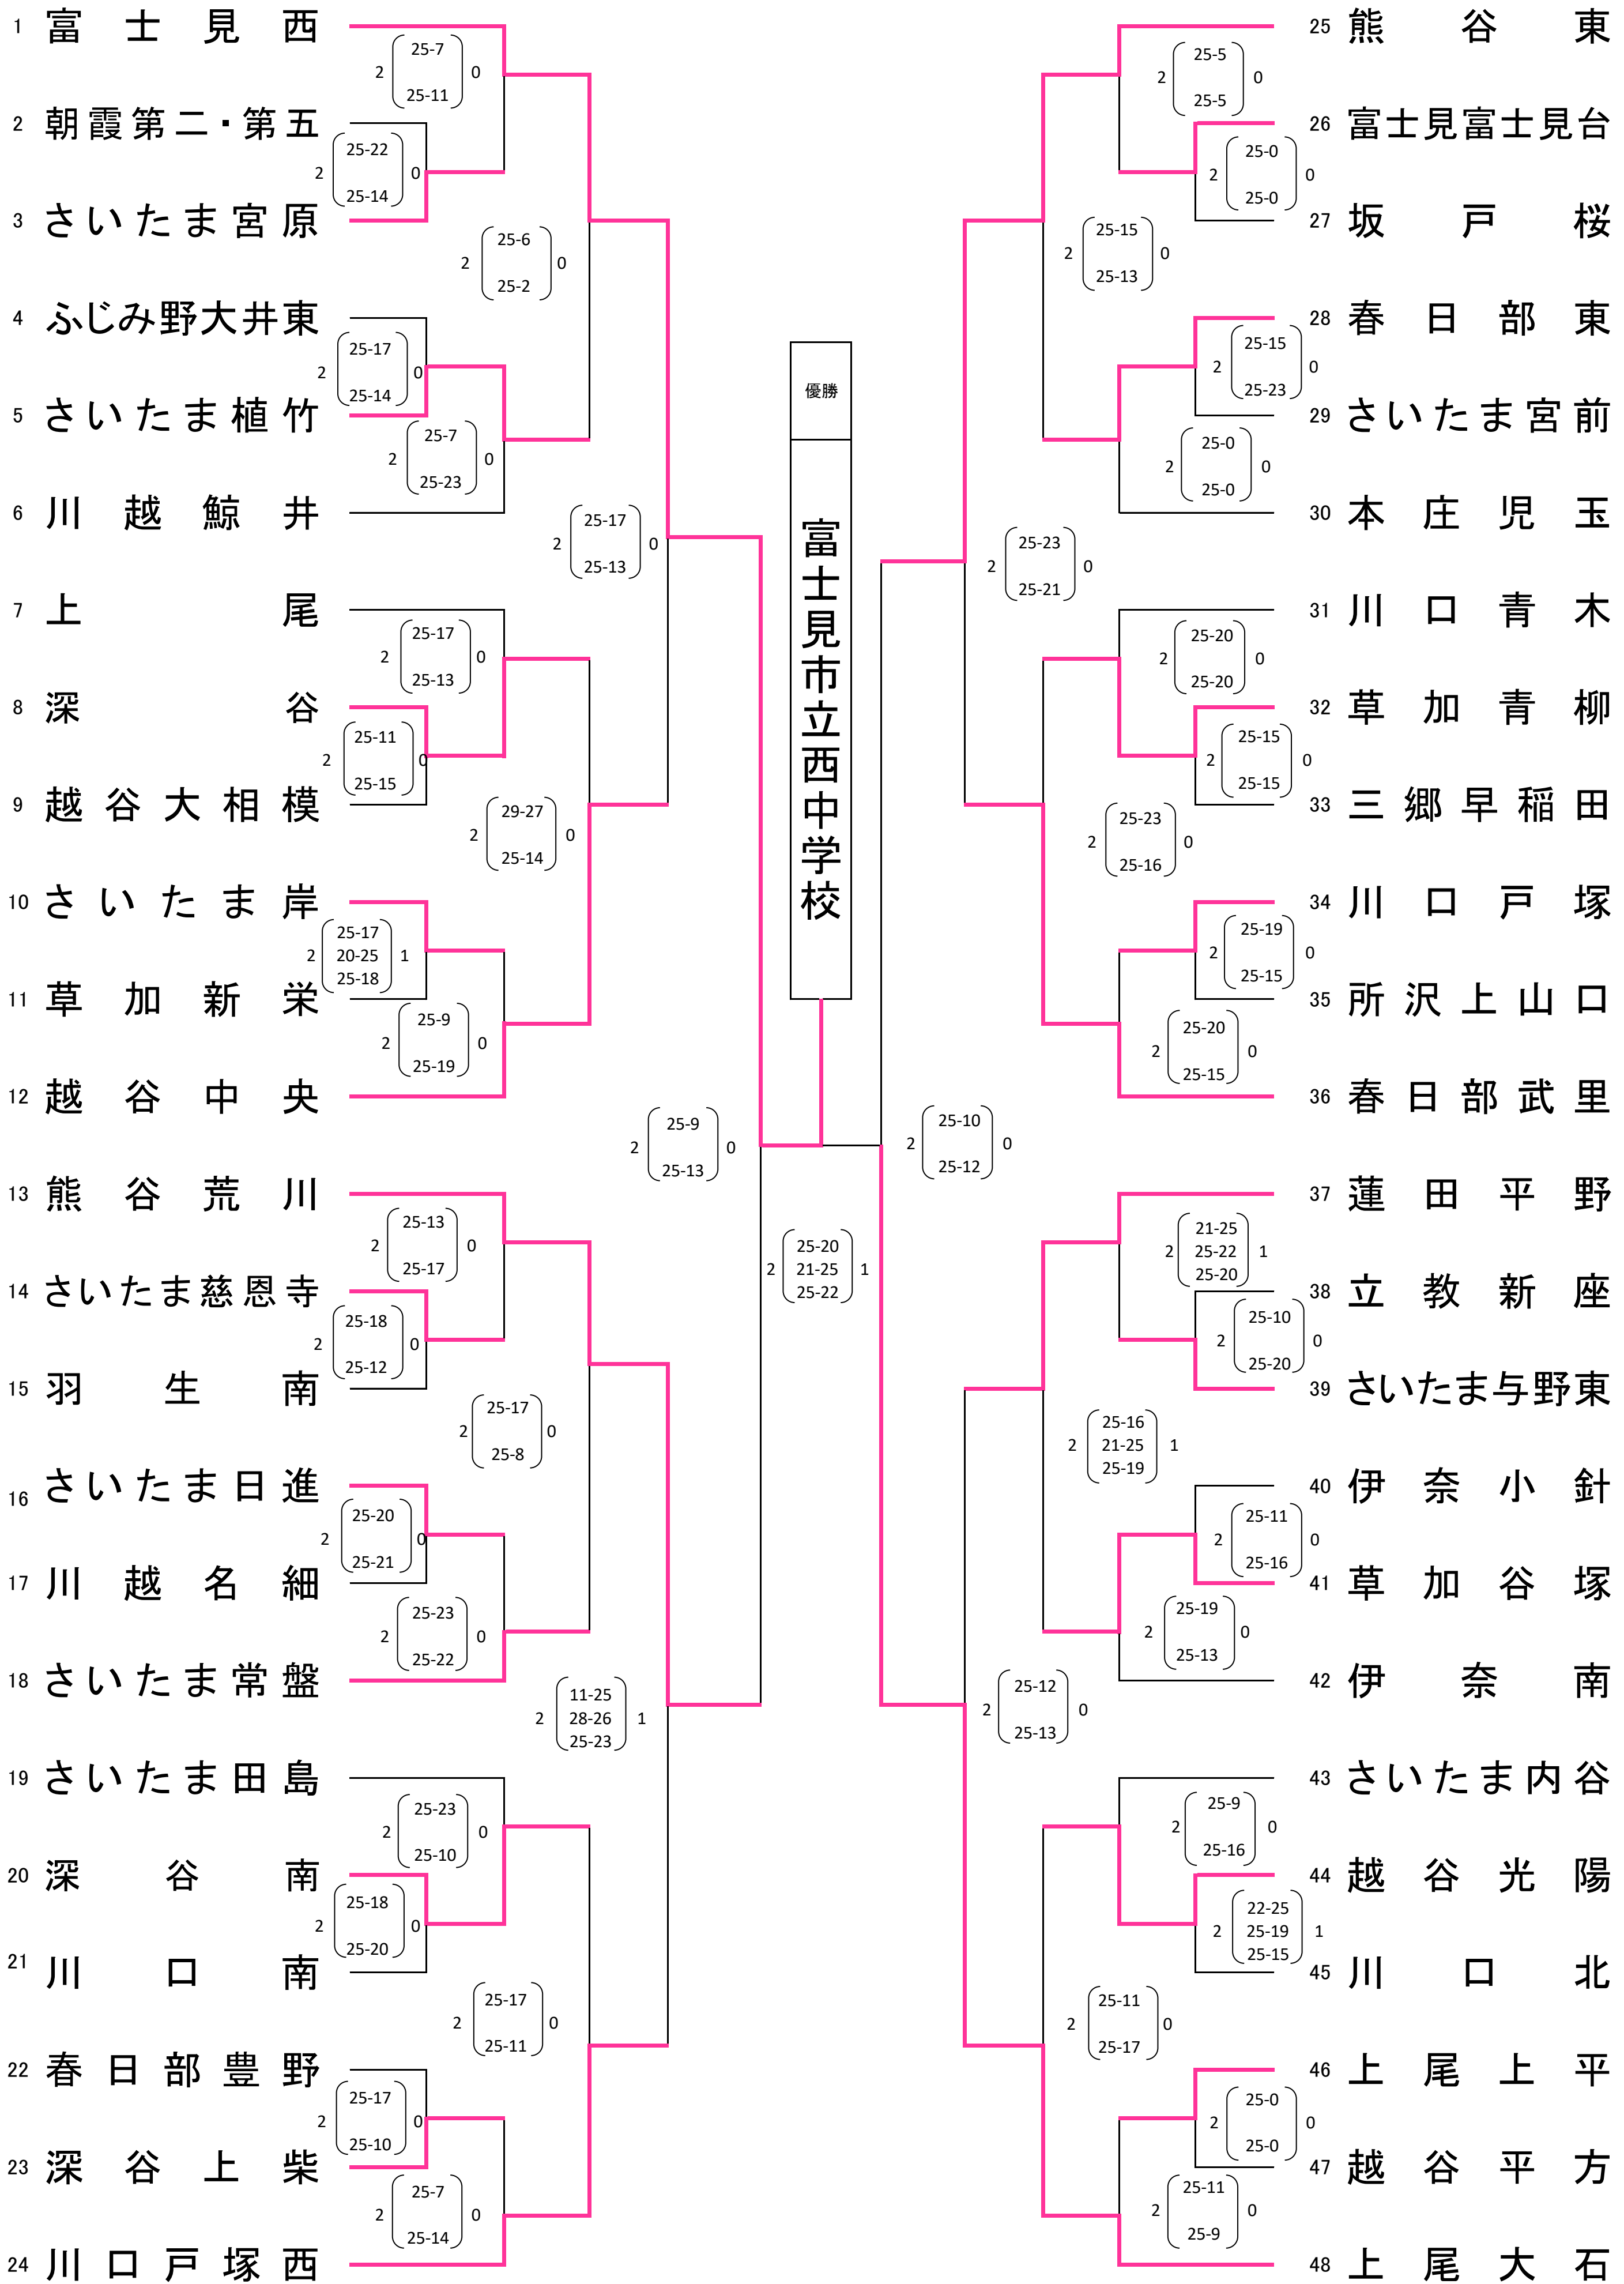 1 富士見西
25-7
2 0
25-11
2 朝霞第二・第五
25-22
2 0
25-14
3 さいたま宮原
25-6
2 0
25-2
4 ふじみ野大井東
25-17
2 0
25-14
5 さいたま植竹
25-7
2 0
25-23
6 川越鯨井
25-17
2 0
25-13
7 上尾
25-17
2 0
25-13
8 深谷
25-11
2 0
25-15
9 越谷大相模
29-27
2 0
25-14
10 さいたま岸
25-17
2 20-25 1
25-18
11 草加新栄
25-9
2 0
25-19
12 越谷中央
25-9
2 0
25-13
13 熊谷荒川
25-13
2 0
25-17
14 さいたま慈恩寺
25-18
2 0
25-12
15 羽生南
25-17
2 0
25-8
16 さいたま日進
25-20
2 0
25-21
17 川越名細
25-23
2 0
25-22
18 さいたま常盤
11-25
2 28-26 1
25-23
19 さいたま田島
25-23
2 0
25-10
20 深谷南
25-18
2 0
25-20
21 川口南
25-17
2 0
25-11
22 春日部豊野
25-17
2 0
25-10
23 深谷上柴
25-7
2 0
25-14
24 川口戸塚西
優勝
富士見市立西中学校
25-20
2 21-25 1
25-22
25 熊谷東
25-5
2 0
25-5
26 富士見富士見台
25-0
2 0
25-0
27 坂戸桜
25-15
2 0
25-13
28 春日部東
25-15
2 0
25-23
29 さいたま宮前
25-0
2 0
25-0
30 本庄児玉
25-23
2 0
25-21
31 川口青木
25-20
2 0
25-20
32 草加青柳
25-15
2 0
25-15
33 三郷早稲田
25-23
2 0
25-16
34 川口戸塚
25-19
2 0
25-15
35 所沢上山口
25-20
2 0
25-15
36 春日部武里
25-10
2 0
25-12
37 蓮田平野
21-25
2 25-22 1
25-20
38 立教新座
25-10
2 0
25-20
39 さいたま与野東
25-16
2 21-25 1
25-19
40 伊奈小針
25-11
2 0
25-16
41 草加谷塚
25-19
2 0
25-13
42 伊奈南
25-12
2 0
25-13
43 さいたま内谷
25-9
2 0
25-16
44 越谷光陽
22-25
2 25-19 1
25-15
45 川口北
25-11
2 0
25-17
46 上尾上平
25-0
2 0
25-0
47 越谷平方
25-11
2 0
25-9
48 上尾大石